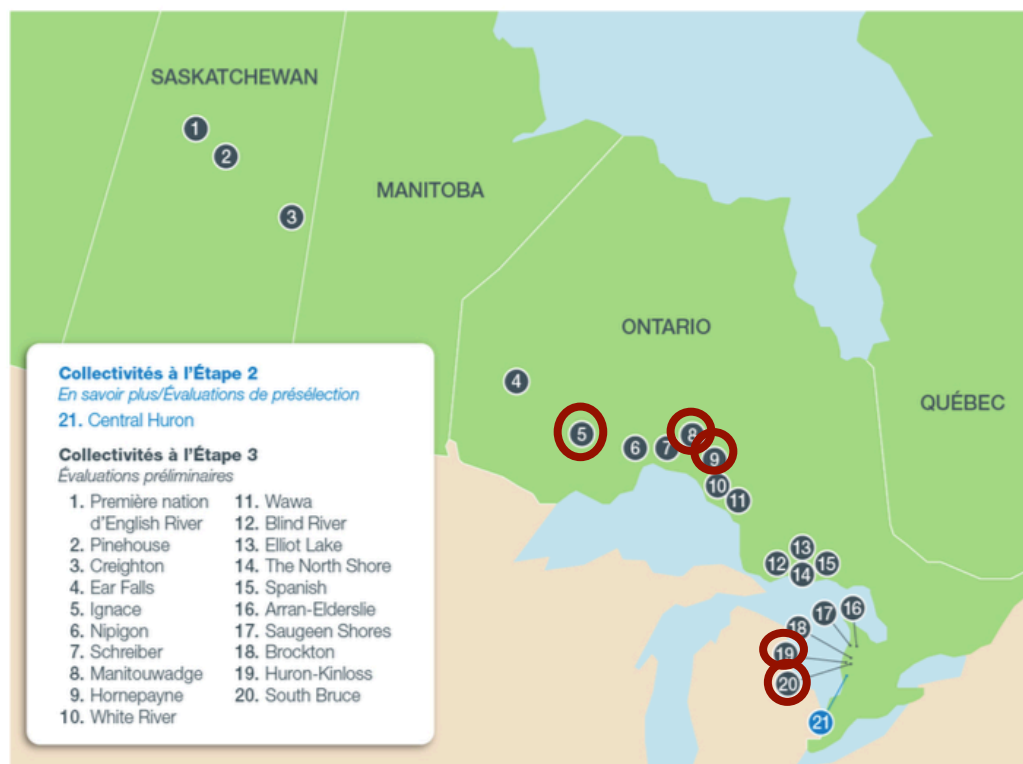 SASKATCHEWAN
1
2
3
MANITOBA
ONTARIO
QUÉBEC
4
5
6
7
8
9
10
11
12
13
14
15
16
17
18
19
20
21
Collectivités à l'Étape 2
En savoir plus/Évaluations de présélection
21. Central Huron
Collectivités à l'Étape 3
Évaluations préliminaires
1. Première nation
d'English River
2. Pinehouse
3. Creighton
4. Ear Falls
5. Ignace
6. Nipigon
7. Schreiber
8. Manitouwadge
9. Hornepayne
10. White River
11. Wawa
12. Blind River
13. Elliot Lake
14. The North Shore
15. Spanish
16. Arran-Elderslie
17. Saugeen Shores
18. Brockton
19. Huron-Kinloss
20. South Bruce